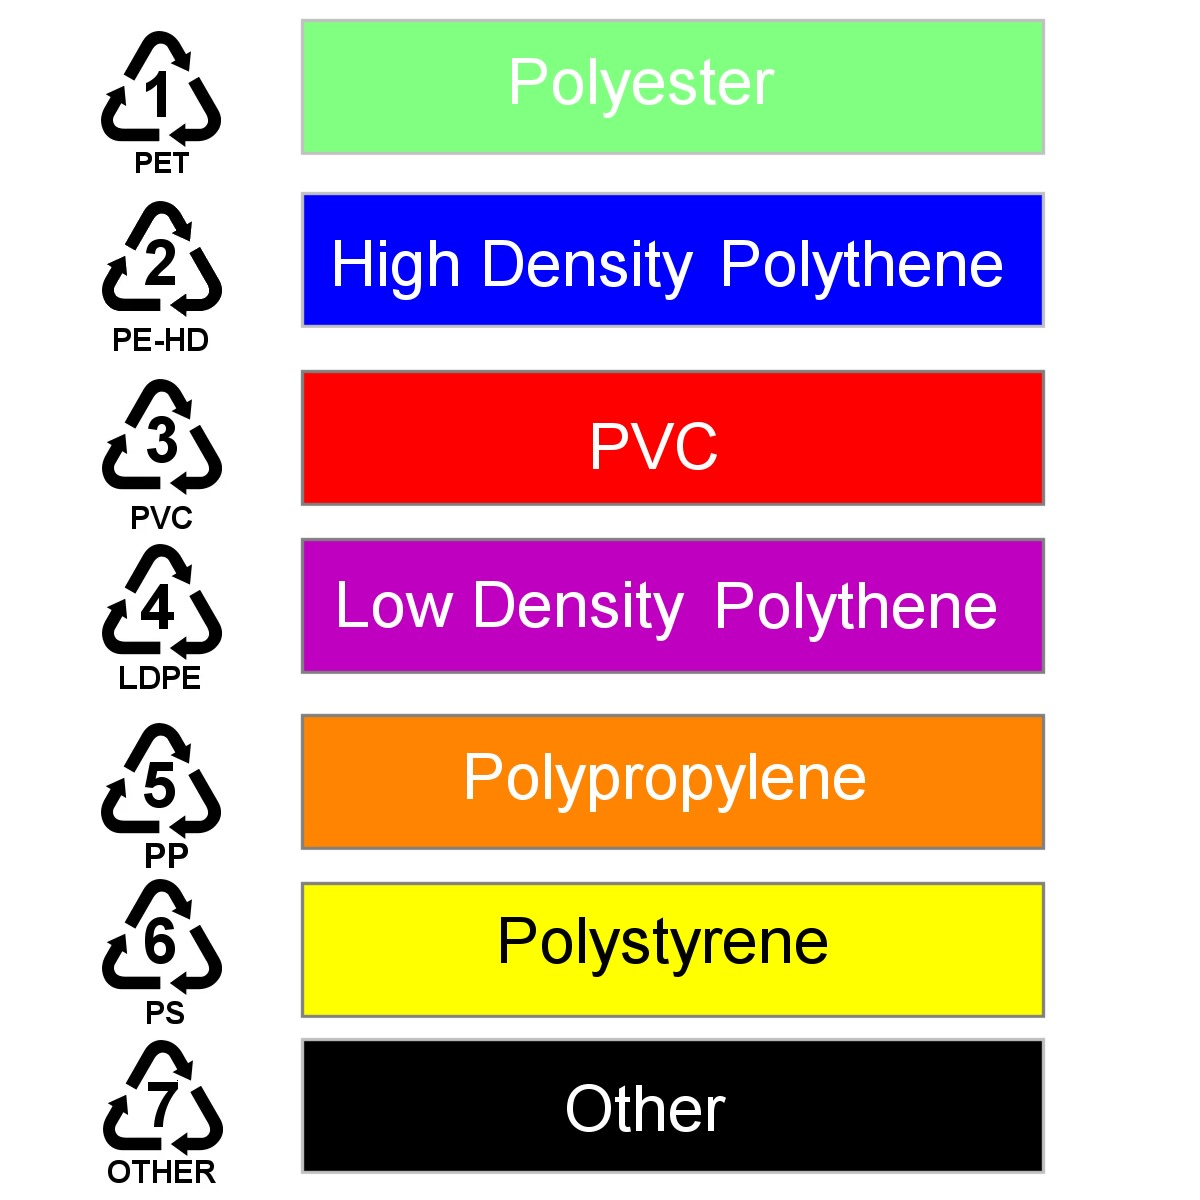 1
PET
Polyester
2
PE-HD
High Density Polythene
3
PVC
PVC
4
LDPE
Low Density Polythene
5
PP
Polypropylene
6
PS
Polystyrene
7
OTHER
Other